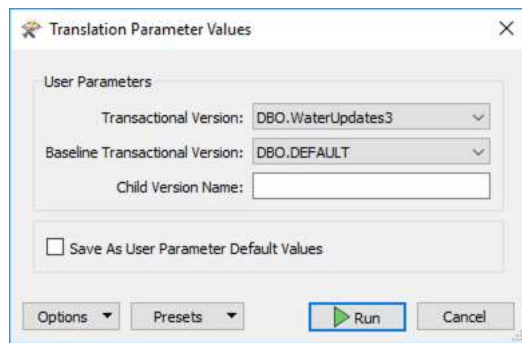 Translation Parameter Values
User Parameters
Transactional Version: DBO.WaterUpdates3
Baseline Transactional Version: DBO.DEFAULT
Child Version Name:
Save As User Parameter Default Values
Options Presets Run Cancel